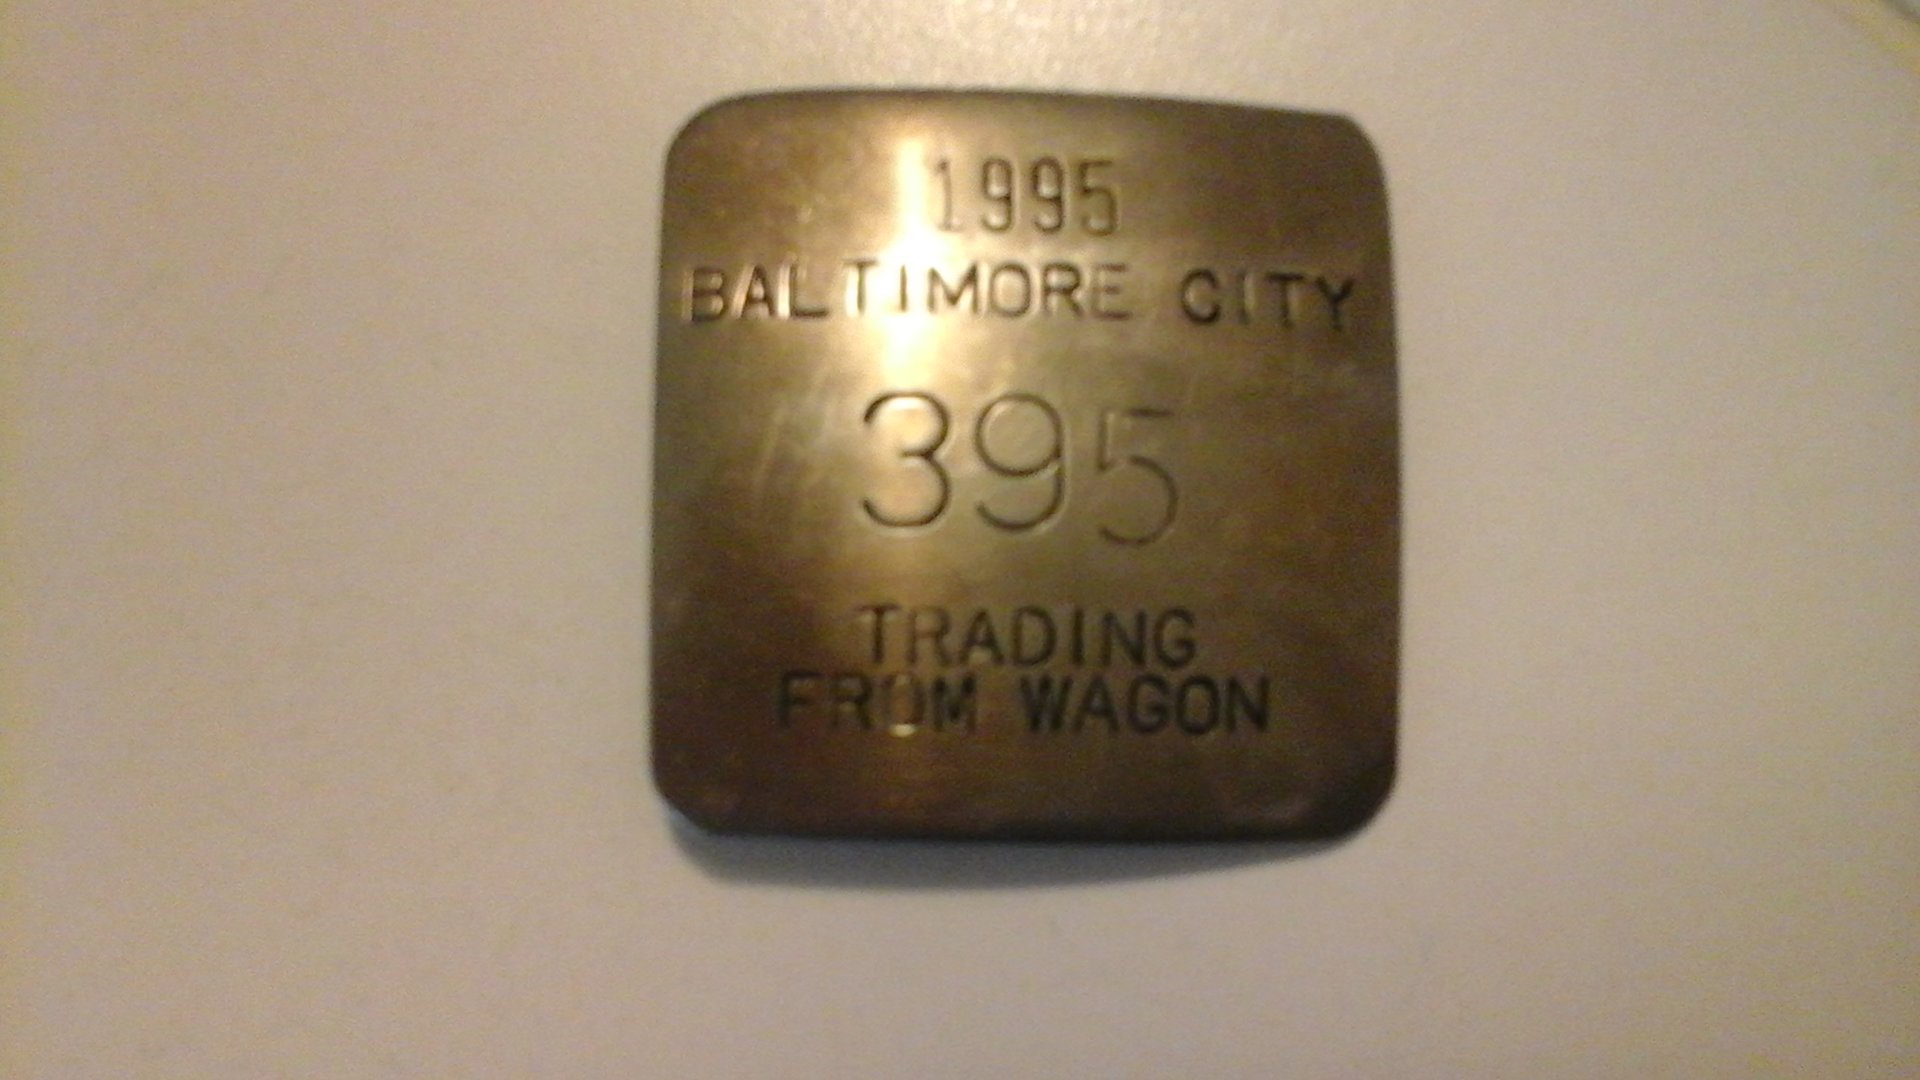 1995
BALTIMORE CITY
395
TRADING
FROM WAGON